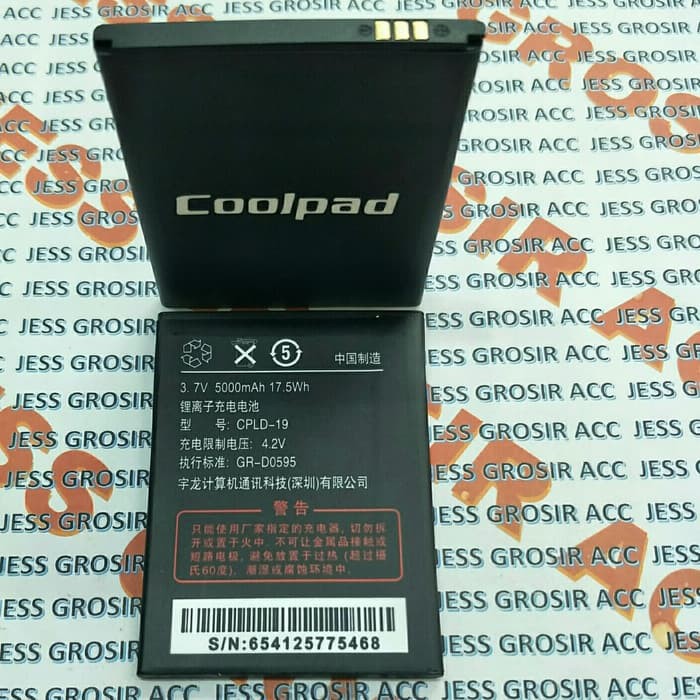 Coolpad
5
中国制造
3.7V 5000mAh 17.5Wh
锂离子充电电池
型 号: CPLD-19
充电限制电压: 4.2V
执行标准: GR-D0595
宇龙计算机通讯科技(深圳)有限公司
警告
只能使用厂家指定的充电器,切勿拆
开或置于火中,不可让金属品接触或
短路电极,避免放置于过热(超过摄
氏60度),潮湿或腐蚀环境中.
S/N:654125775468
JESS GROSIR ACC